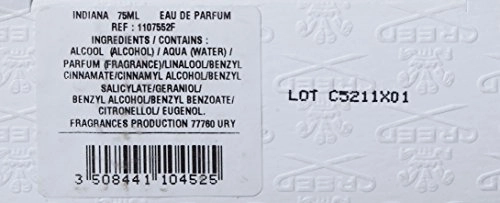 INDIANA 75ML EAU DE PARFUM
REF : 1107552F
INGREDIENTS / CONTAINS :
ALCOOL (ALCOHOL) / AQUA (WATER) /
PARFUM (FRAGRANCE)/LINALOOL/BENZYL
CINNAMATE/CINNAMYL ALCOHOL/BENZYL
SALICYLATE/GERANIOL/
BENZYL ALCOHOL/BENZYL BENZOATE/
CITRONELLOL/ EUGENOL.
FRAGRANCES PRODUCTION 77760 URY
3 508441 104525
LOT C5211X01
CREED
CREED